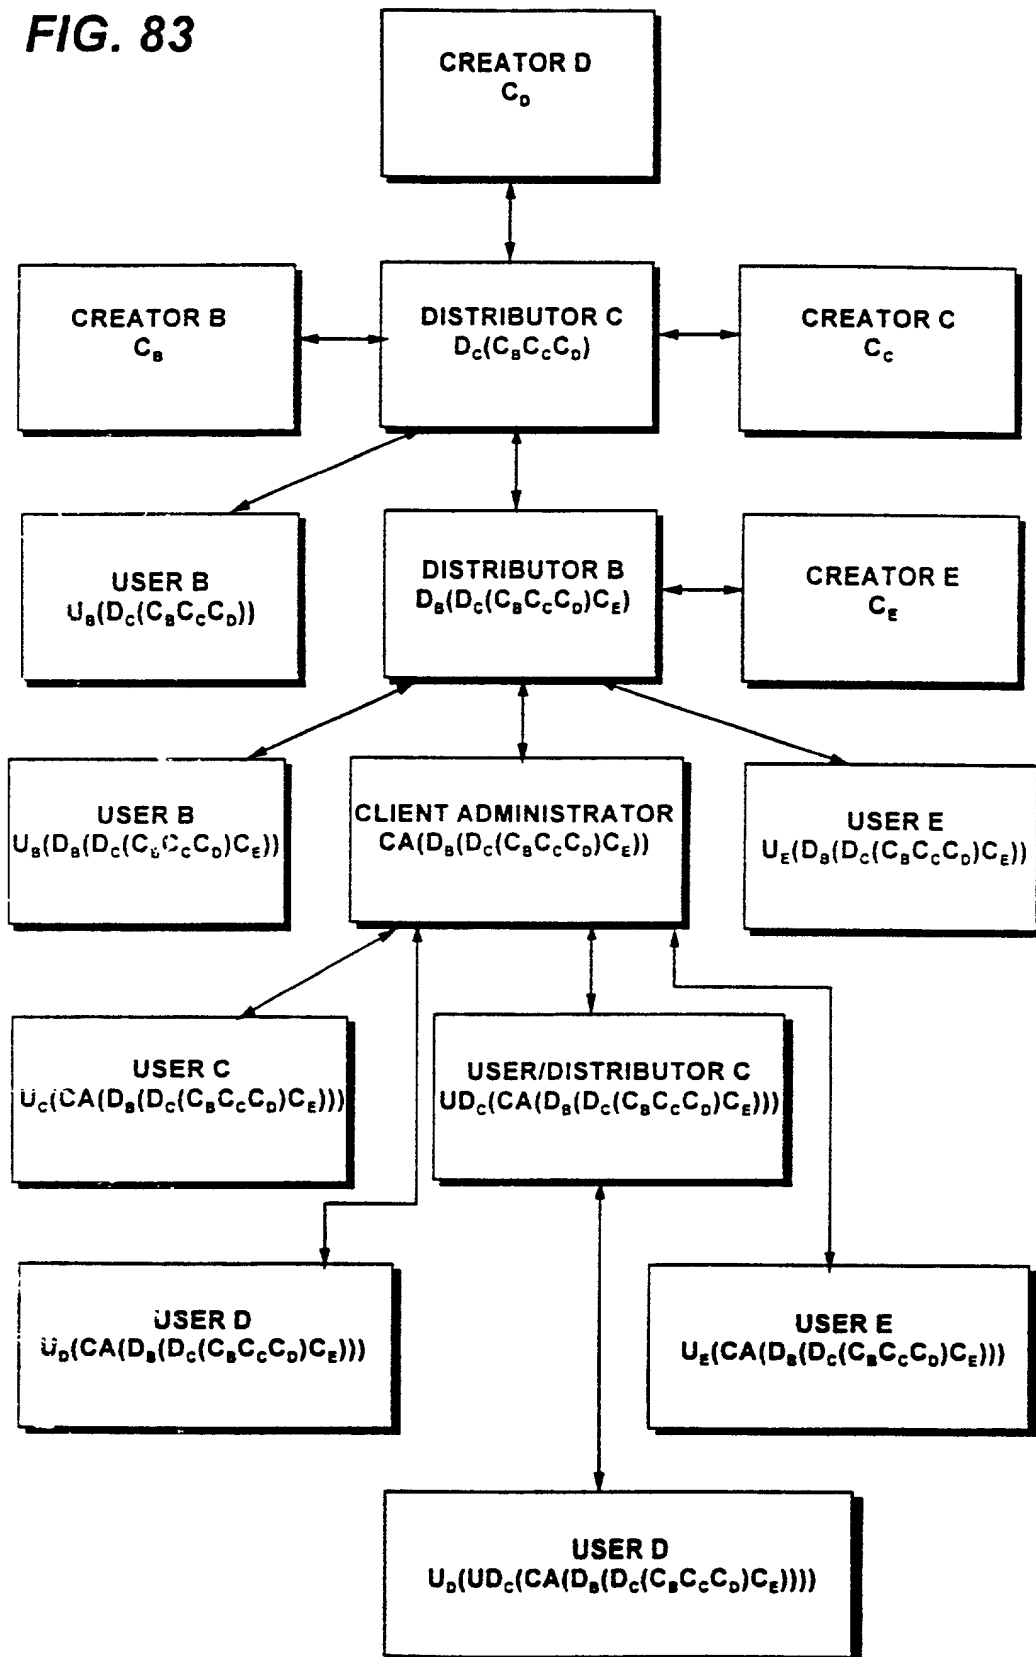 FIG. 83
CREATOR D
C_D
CREATOR B
C_B
DISTRIBUTOR C
D_C(C_BC_CC_D)
CREATOR C
C_C
USER B
U_B(D_C(C_BC_CC_D))
DISTRIBUTOR B
D_B(D_C(C_BC_CC_D)C_E)
CREATOR E
C_E
USER B
U_B(D_B(D_C(C_BC_CC_D)C_E))
CLIENT ADMINISTRATOR
CA(D_B(D_C(C_BC_CC_D)C_E))
USER E
U_E(D_B(D_C(C_BC_CC_D)C_E))
USER C
U_C(CA(D_B(D_C(C_BC_CC_D)C_E)))
USER/DISTRIBUTOR C
UD_C(CA(D_B(D_C(C_BC_CC_D)C_E)))
USER D
U_D(CA(D_B(D_C(C_BC_CC_D)C_E)))
USER E
U_E(CA(D_B(D_C(C_BC_CC_D)C_E)))
USER D
U_D(UD_C(CA(D_B(D_C(C_BC_CC_D)C_E))))